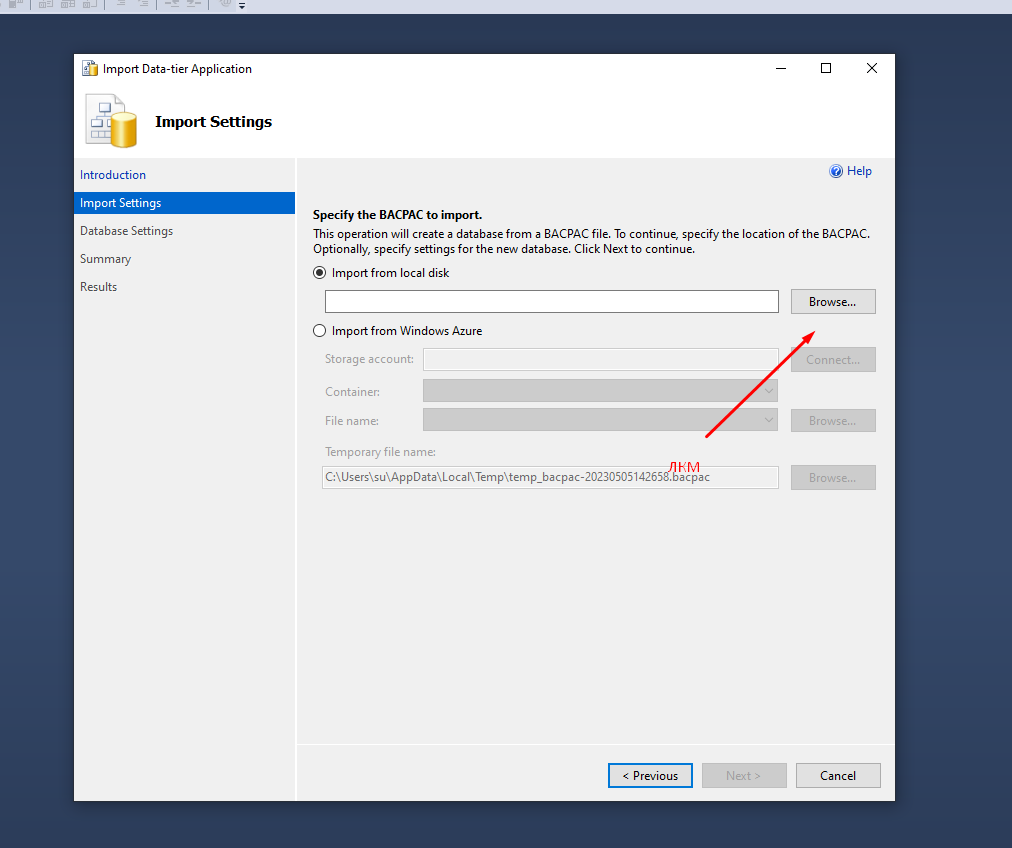 Import Data-tier Application
Import Settings
Introduction
Import Settings
Database Settings
Summary
Results
Help
Specify the BACPAC to import.
This operation will create a database from a BACPAC file. To continue, specify the location of the BACPAC.
Optionally, specify settings for the new database. Click Next to continue.
Import from local disk
Browse...
Import from Windows Azure
Storage account:
Connect...
Container:
File name:
Browse...
Temporary file name:
ЛКМ
C:\Users\su\AppData\Local\Temp\temp_bacpac-20230505142658.bacpac
Browse...
< Previous
Next >
Cancel